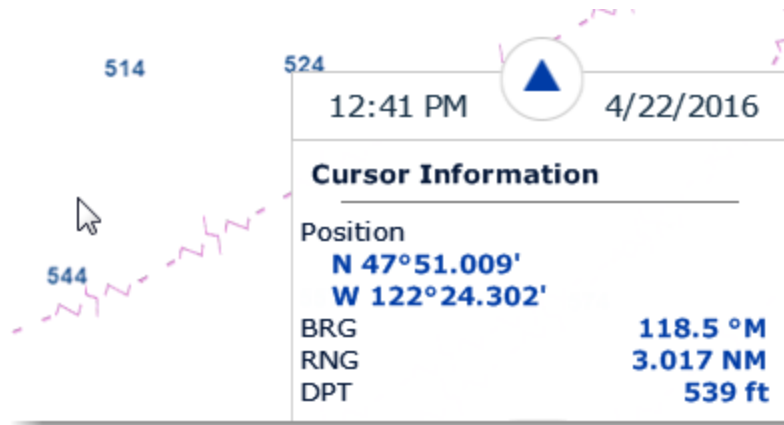 514
524
12:41 PM 4/22/2016
Cursor Information
Position
N 47°51.009'
W 122°24.302'
544
BRG 118.5 °M
RNG 3.017 NM
DPT 539 ft